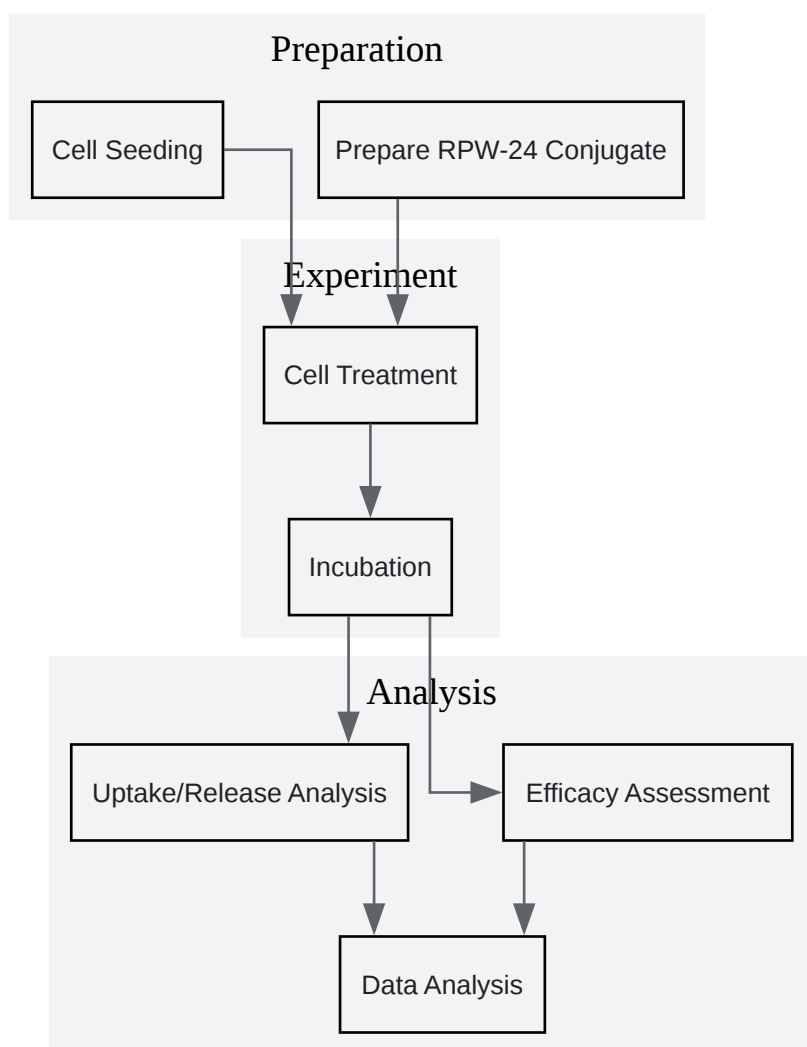 Preparation
Cell Seeding
Prepare RPW-24 Conjugate
Experiment
Cell Treatment
Incubation
Analysis
Uptake/Release Analysis
Efficacy Assessment
Data Analysis